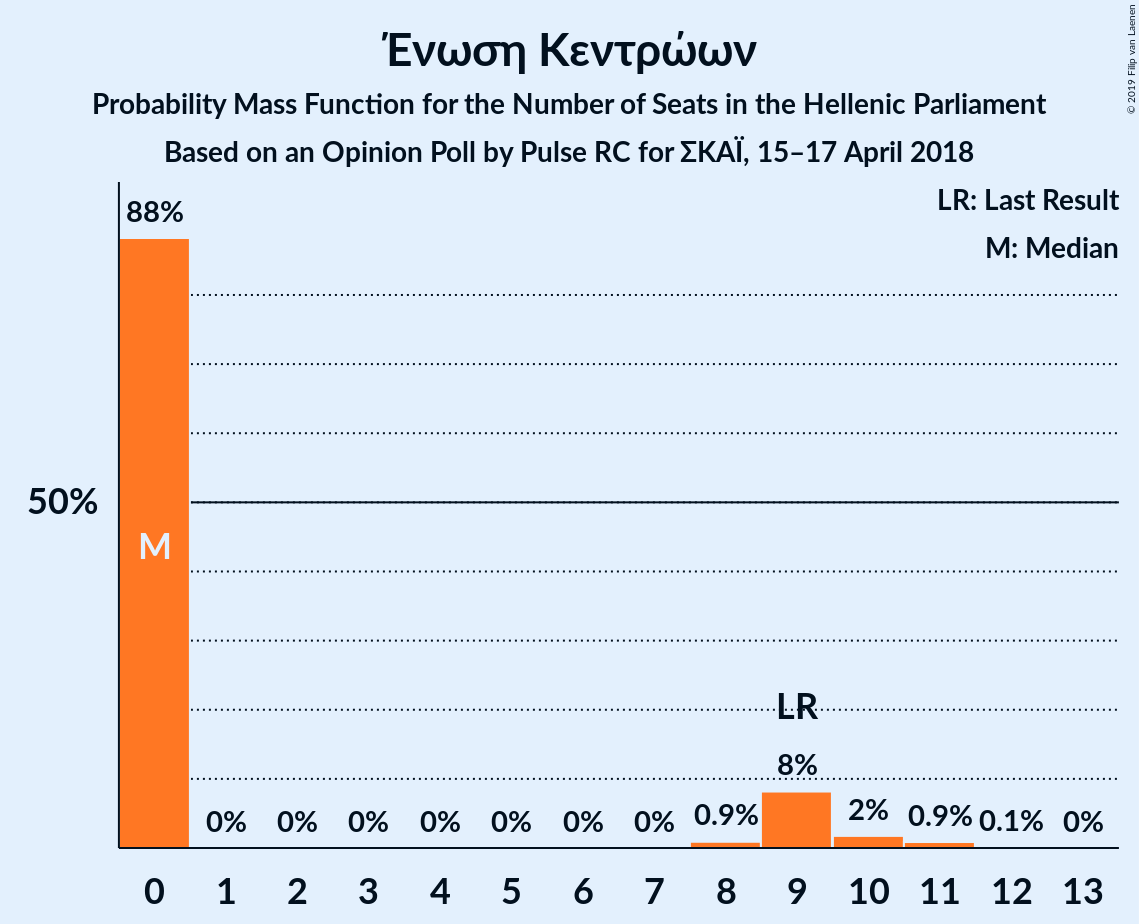 Ένωση Κεντρώων
Probability Mass Function for the Number of Seats in the Hellenic Parliament
Based on an Opinion Poll by Pulse RC for ΣΚΑΪ, 15–17 April 2018
© 2019 Filip van Laenen
LR: Last Result
M: Median
88%
50%
M
LR
8%
0% 0% 0% 0% 0% 0% 0% 0.9% 2% 0.9% 0.1% 0%
0 1 2 3 4 5 6 7 8 9 10 11 12 13